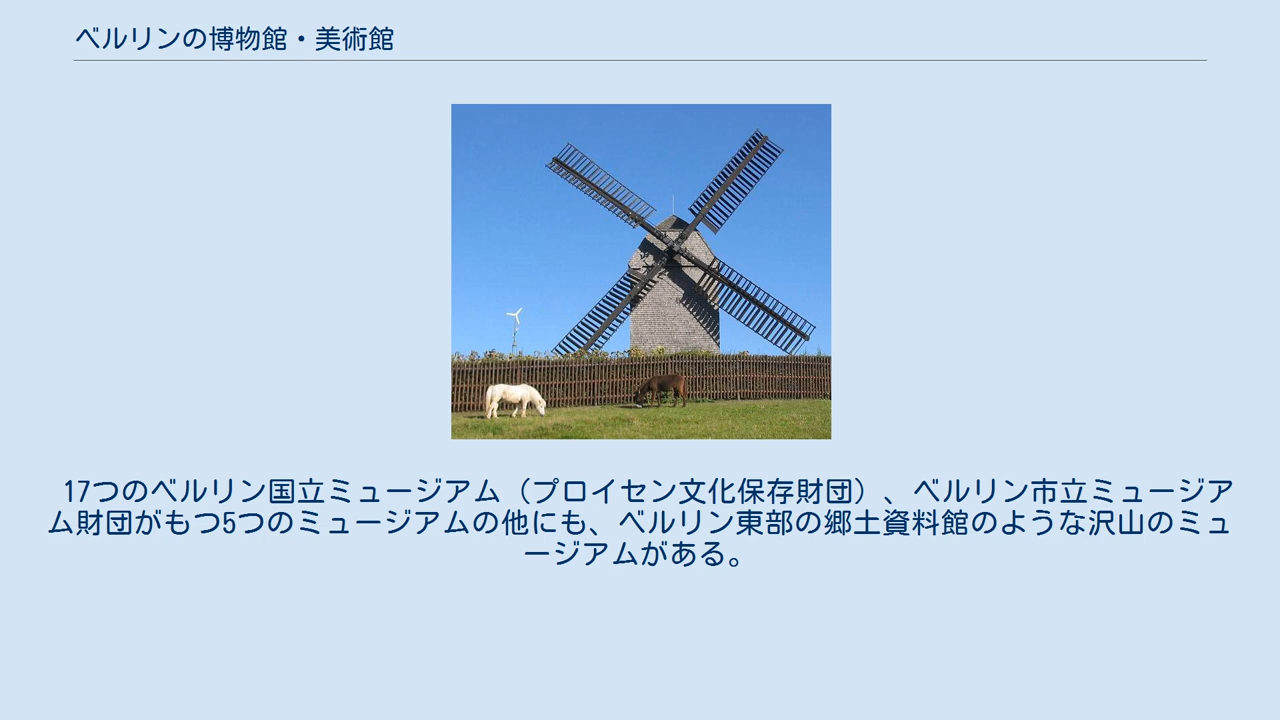 ベルリンの博物館・美術館
17つのベルリン国立ミュージアム（プロイセン文化保存財団）、ベルリン市立ミュージア
ム財団がもつ5つのミュージアムの他にも、ベルリン東部の郷土資料館のような沢山のミュ
ージアムがある。